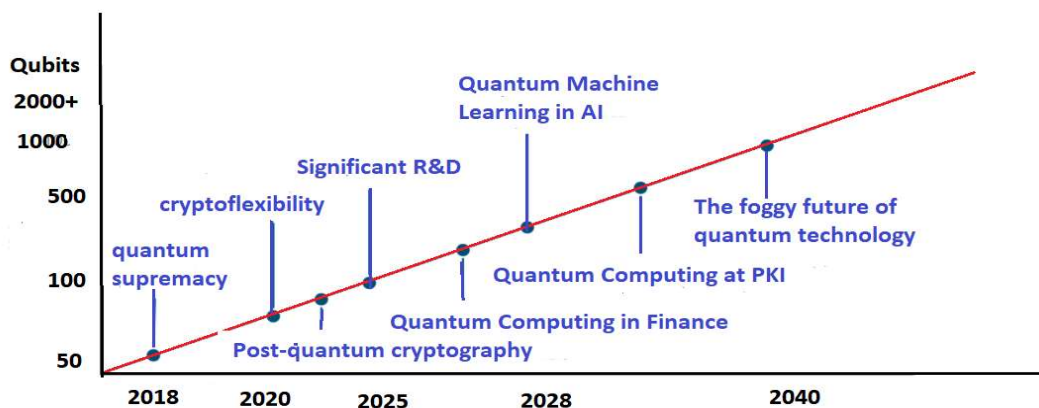 Qubits
2000+
1000
500
100
50
Quantum Machine
Learning in AI
Significant R&D
cryptoflexibility
quantum
supremacy
The foggy future of
quantum technology
Quantum Computing at PKI
Quantum Computing in Finance
Post-quantum cryptography
2018
2020
2025
2028
2040